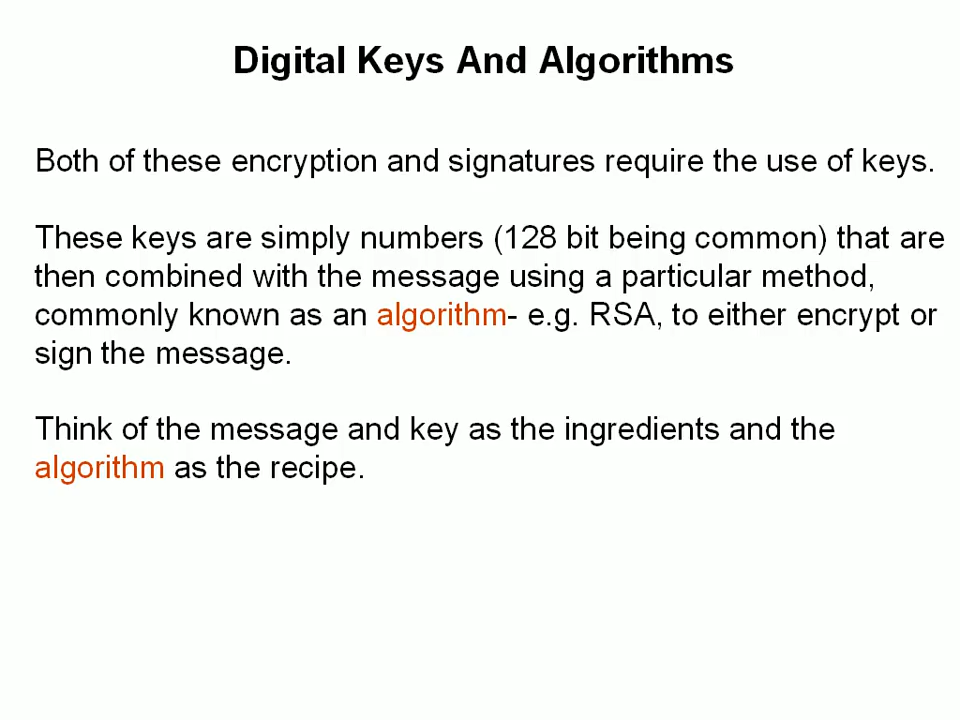 Digital Keys And Algorithms
Both of these encryption and signatures require the use of keys.
These keys are simply numbers (128 bit being common) that are
then combined with the message using a particular method,
commonly known as an algorithm- e.g. RSA, to either encrypt or
sign the message.
Think of the message and key as the ingredients and the
algorithm as the recipe.